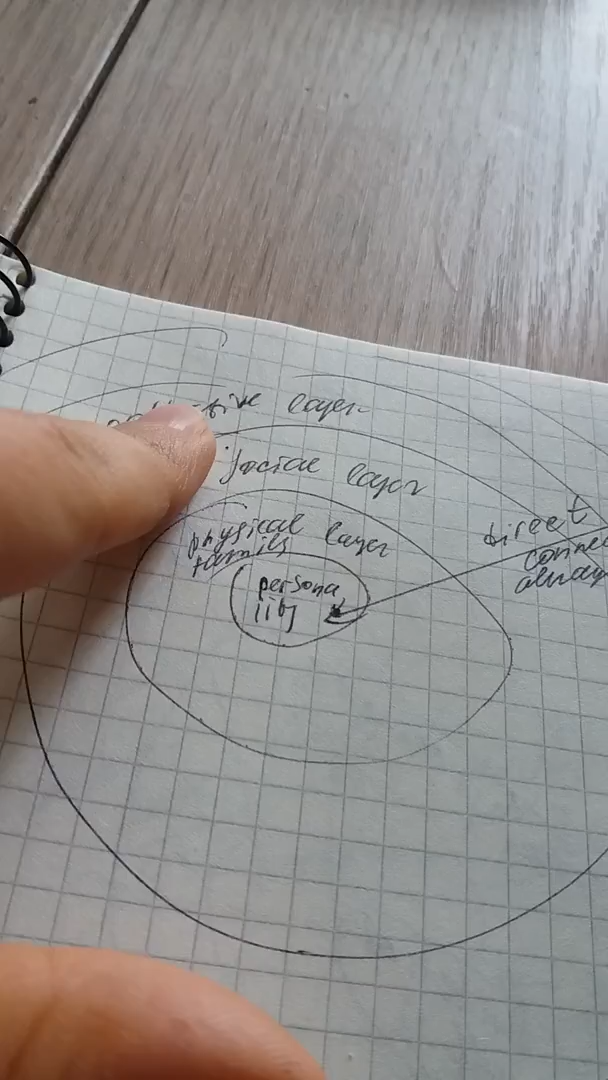 layer
social layer
physical layer
family
persona
lity
direct